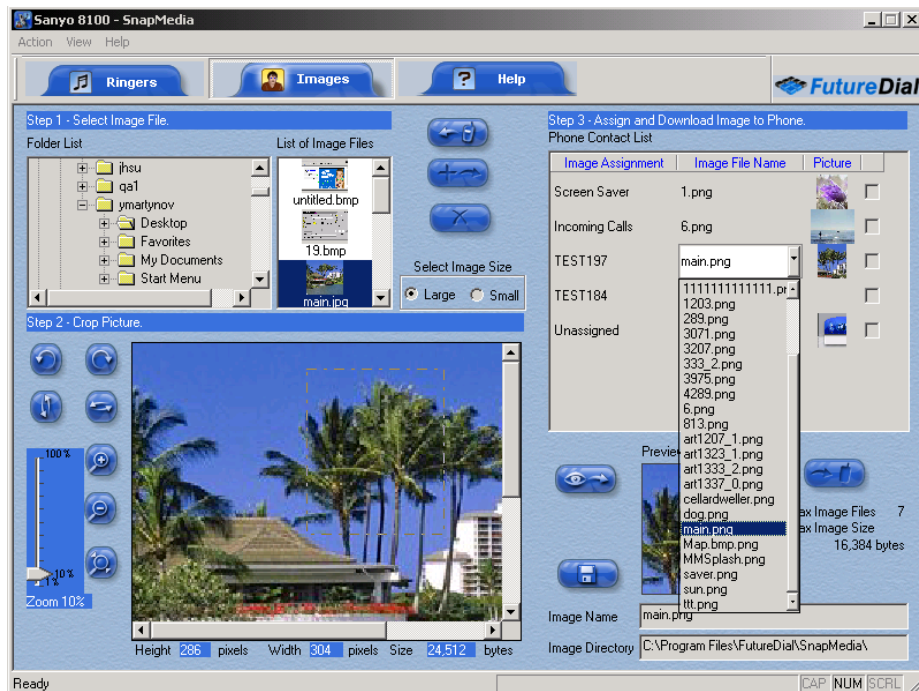 Sanyo 8100 - SnapMedia
Action View Help
Ringers
Images
? Help
FutureDial
Step 1 - Select Image File.
Folder List
List of Image Files
jhsu
qa1
ymartynov
Desktop
Favorites
My Documents
Start Menu
untitled.bmp
19.bmp
main.jpg
Select Image Size
Large
Small
Step 2 - Crop Picture.
100%
10%
1%
Zoom 10%
Height 286 pixels Width 304 pixels Size 24,512 bytes
Step 3 - Assign and Download Image to Phone.
Phone Contact List
Image Assignment Image File Name Picture
Screen Saver 1.png
Incoming Calls 6.png
TEST197 main.png
TEST184
Unassigned
1203.png
289.png
3071.png
3207.png
333_2.png
3975.png
4289.png
6.png
813.png
art1207_1.png
art1323_1.png
art1333_2.png
art1337_0.png
cellardweller.png
dog.png
main.png
Map.bmp.png
MMSplash.png
saver.png
sun.png
ttt.png
Image Files 7
Image Size
16,384 bytes
Image Name main.png
Image Directory C:\Program Files\FutureDial\SnapMedia\
Ready
CAP NUM SCRL